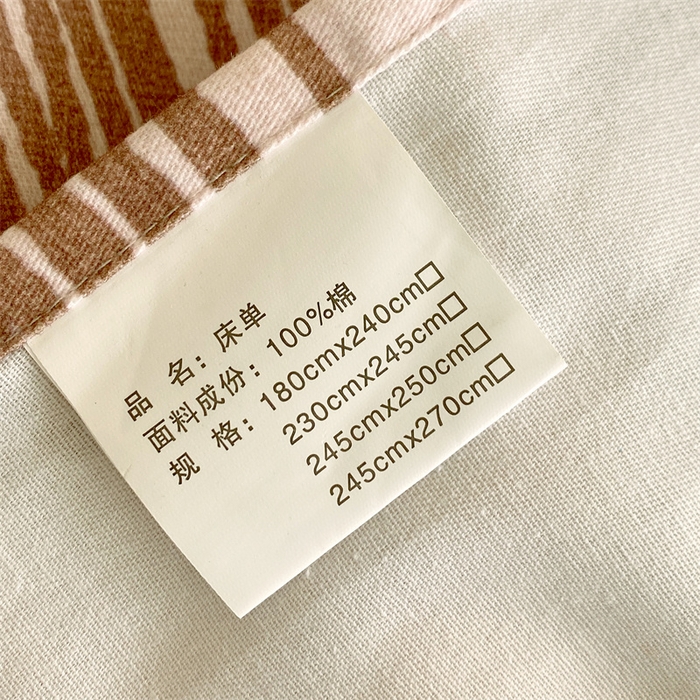 品 名：床单
面料成份：100%棉
规 格：180cmx240cm□
230cmx245cm□
245cmx250cm□
245cmx270cm□